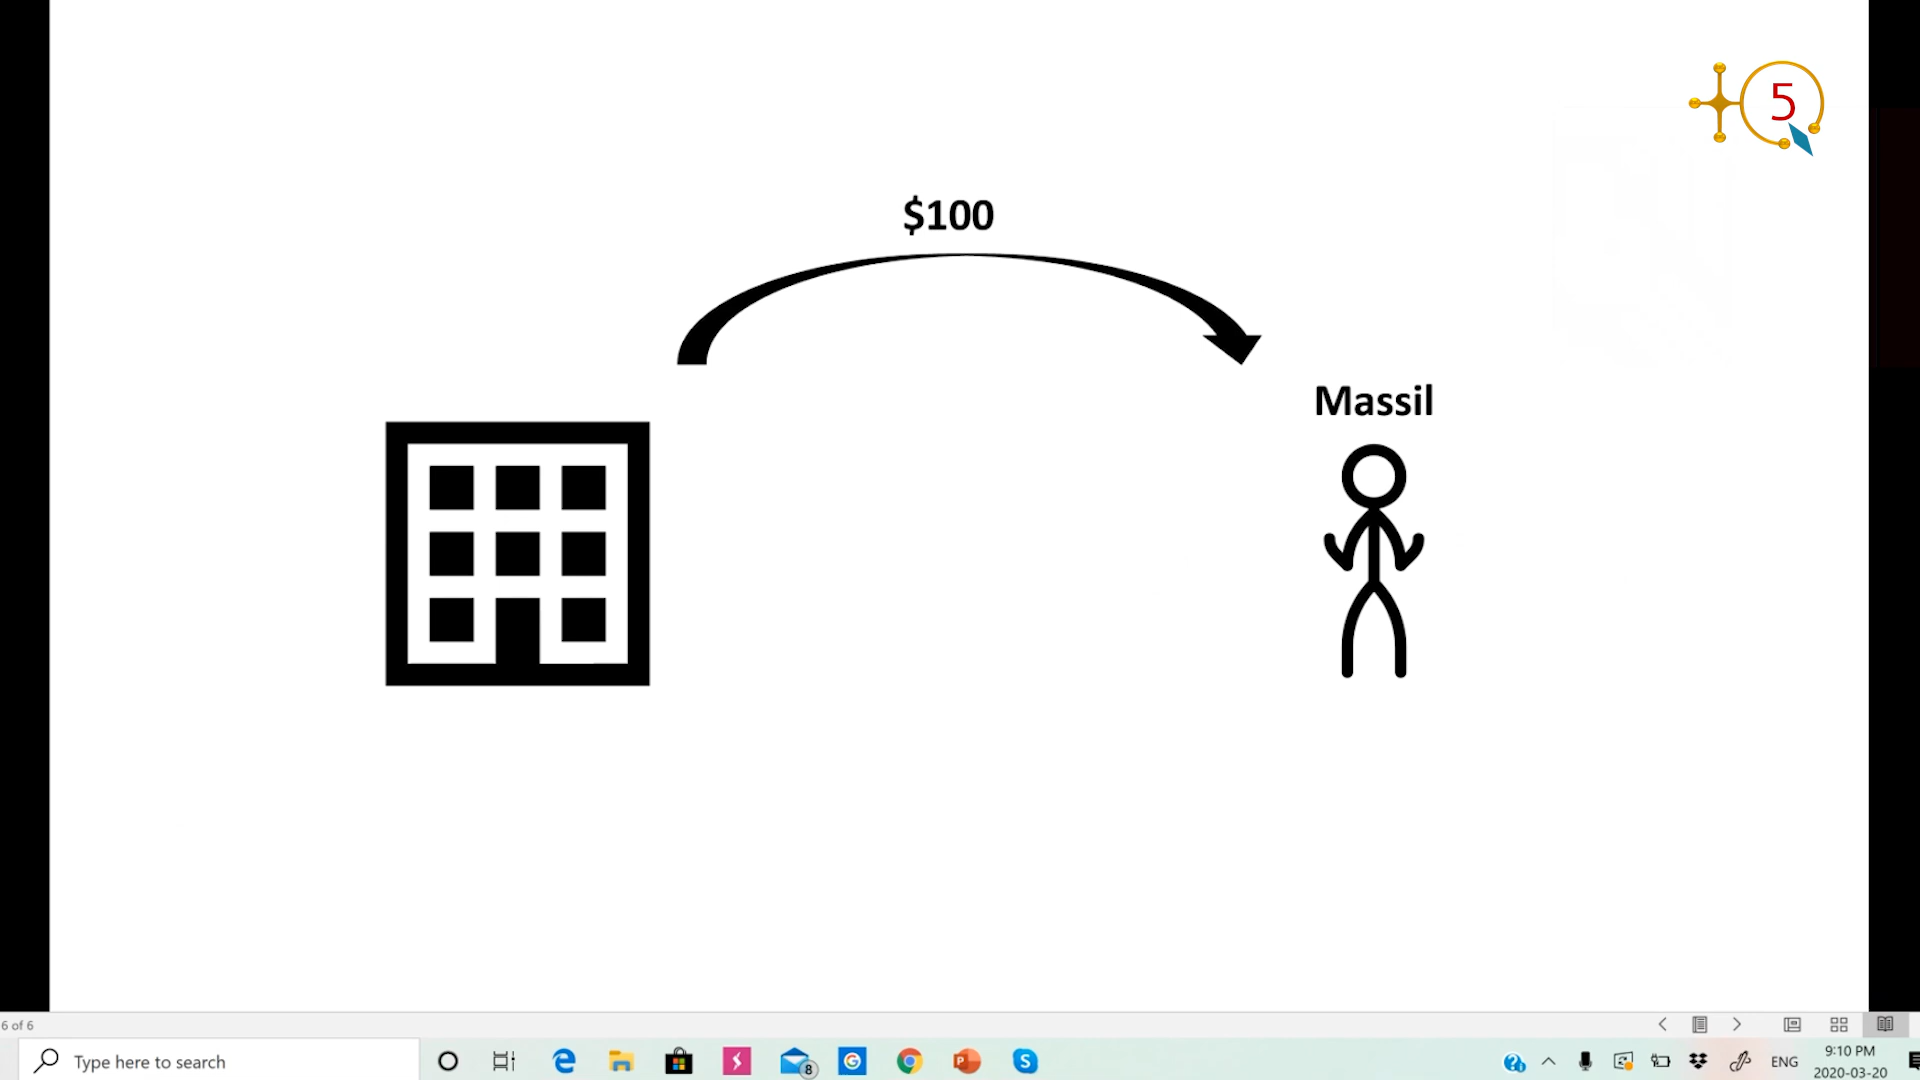 5
$100
Massil
6 of 6
Type here to search
8
ENG
9:10 PM
2020-03-20